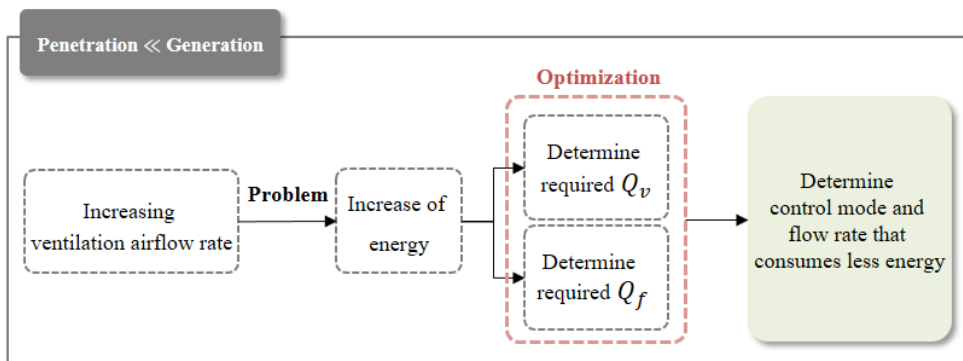 Penetration ≪ Generation
Optimization
Increasing
ventilation airflow rate
Problem
Increase of
energy
Determine
required Q_v
Determine
required Q_f
Determine
control mode and
flow rate that
consumes less energy